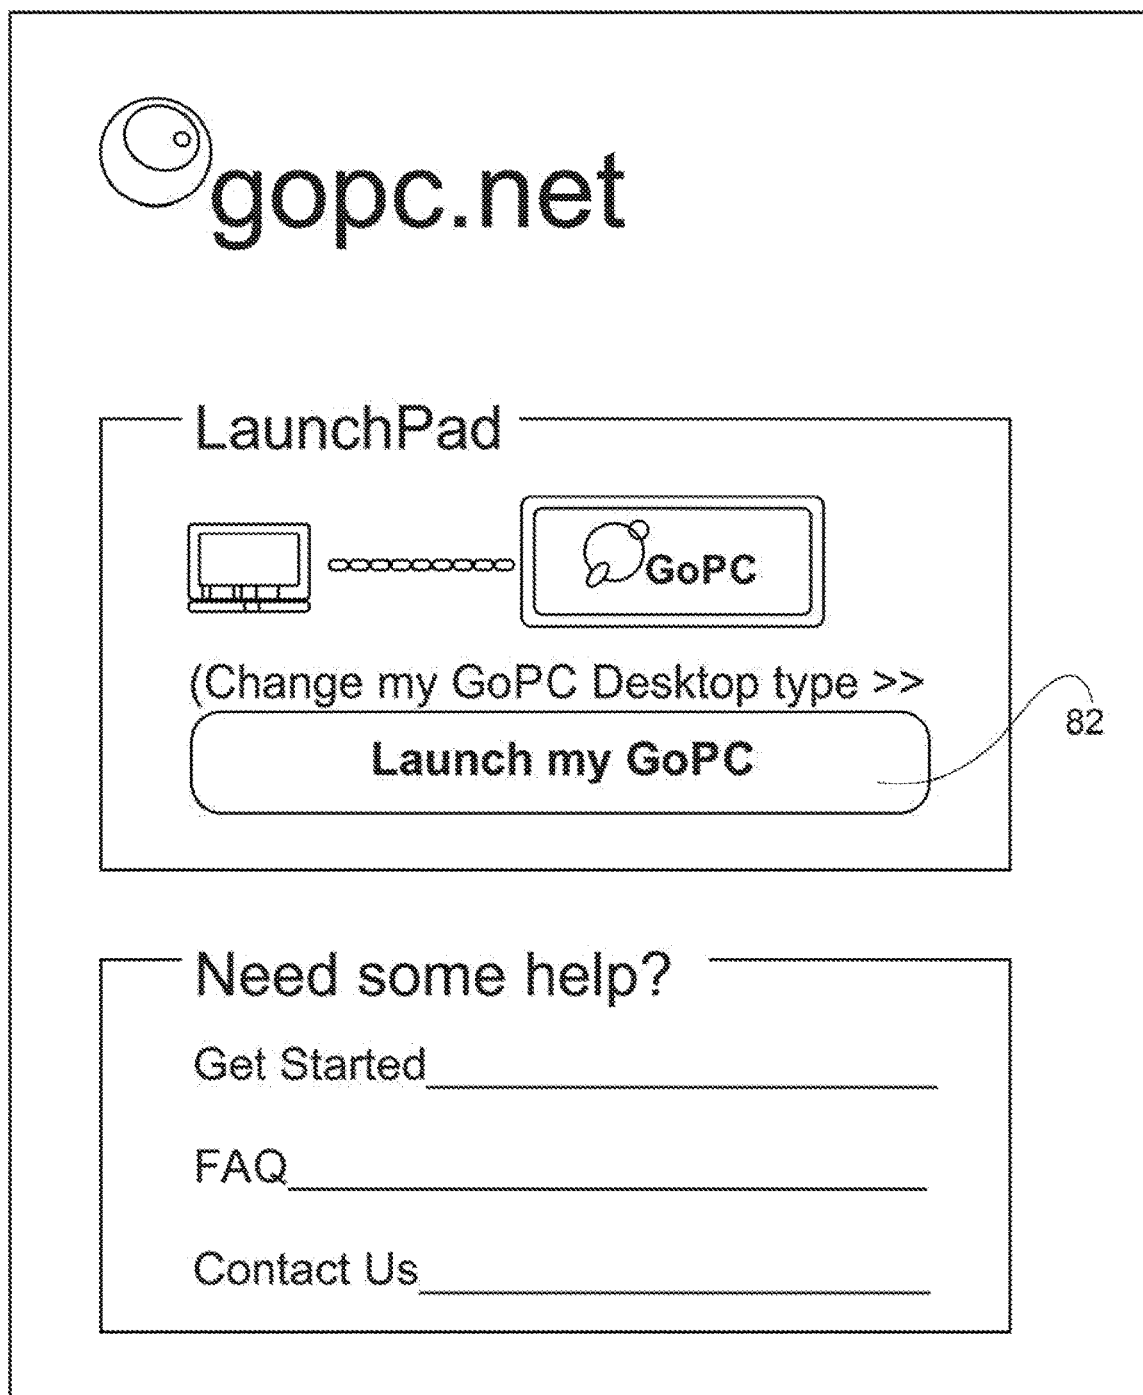 gopc.net
LaunchPad
GoPC
(Change my GoPC Desktop type >>
82
Launch my GoPC
Need some help?
Get Started
FAQ
Contact Us